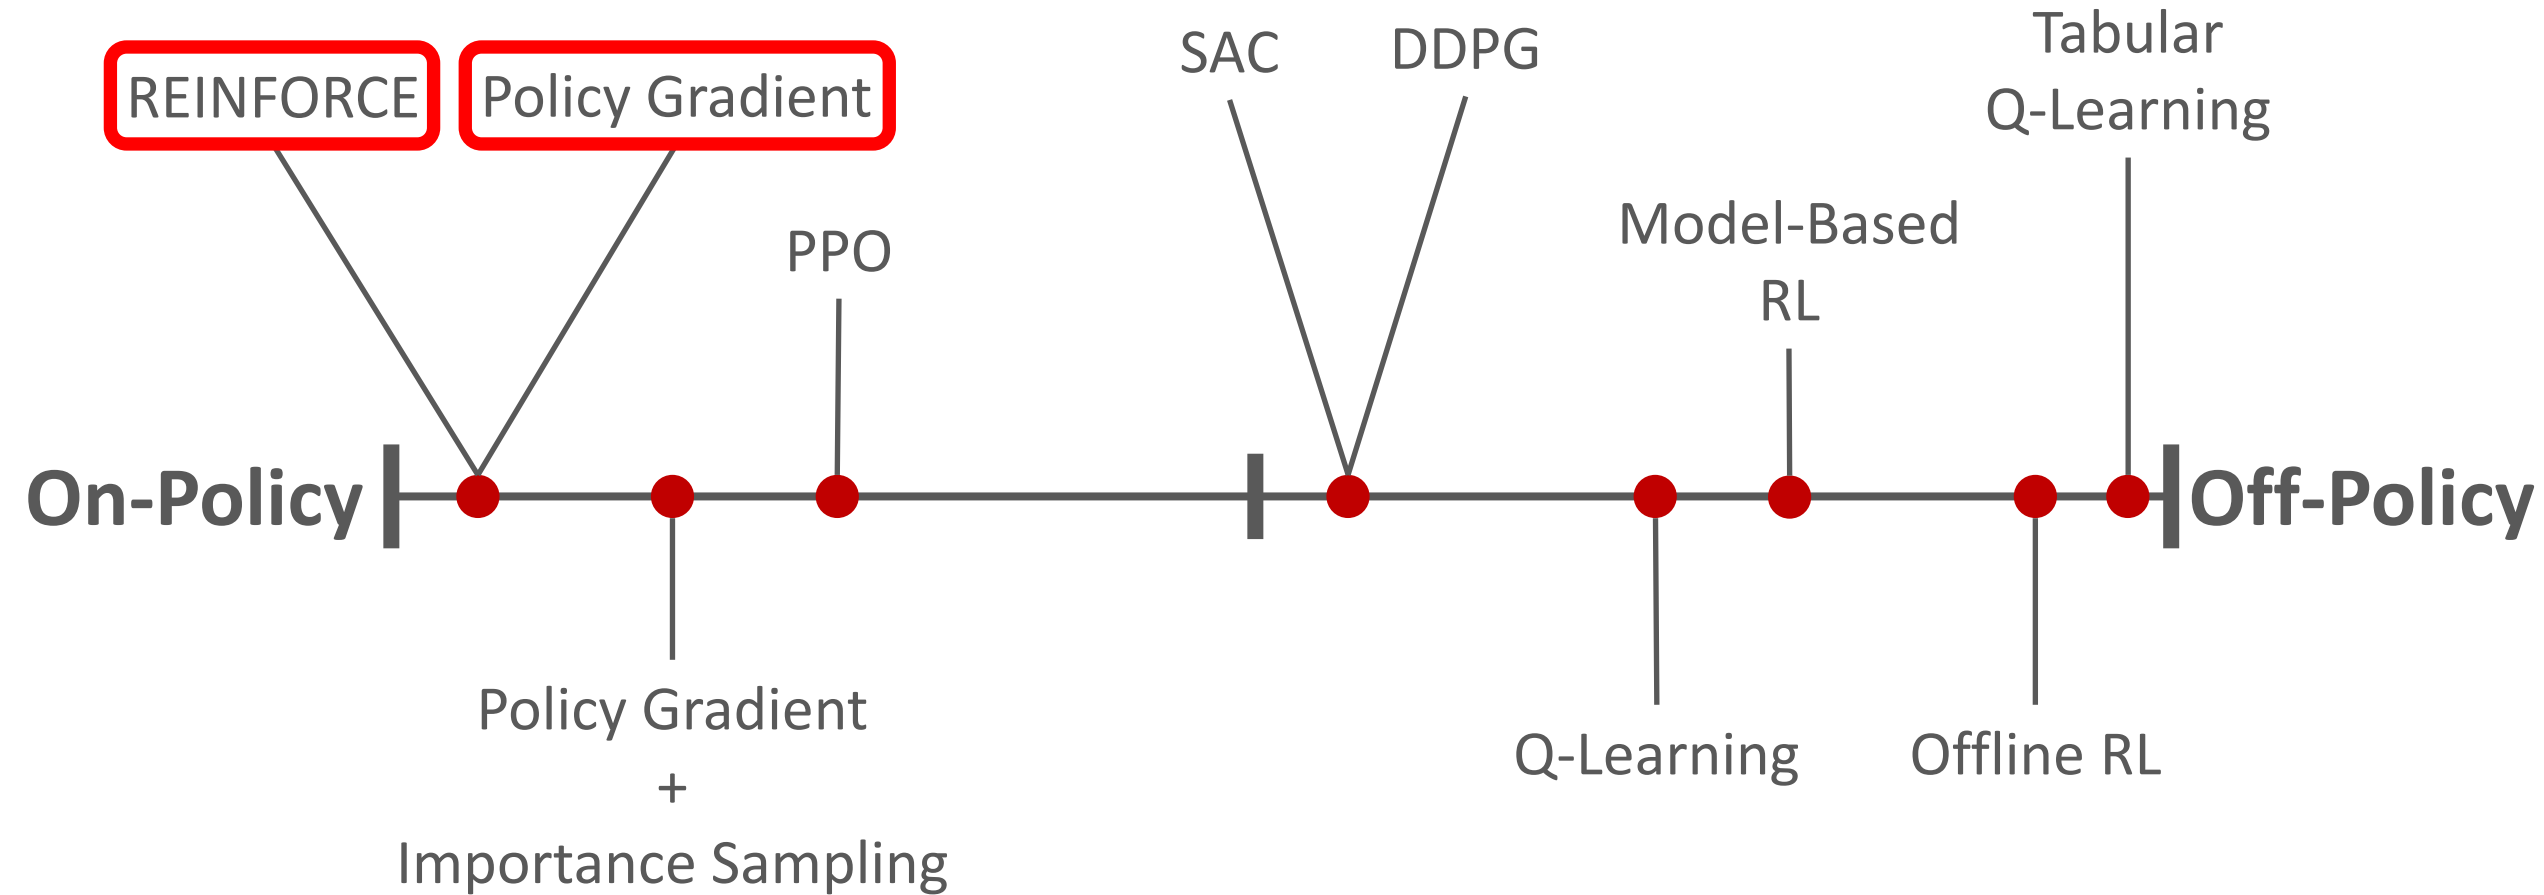 REINFORCE
Policy Gradient
PPO
SAC
DDPG
Tabular
Q-Learning
Model-Based
RL
On-Policy
Off-Policy
Policy Gradient
+
Importance Sampling
Q-Learning
Offline RL